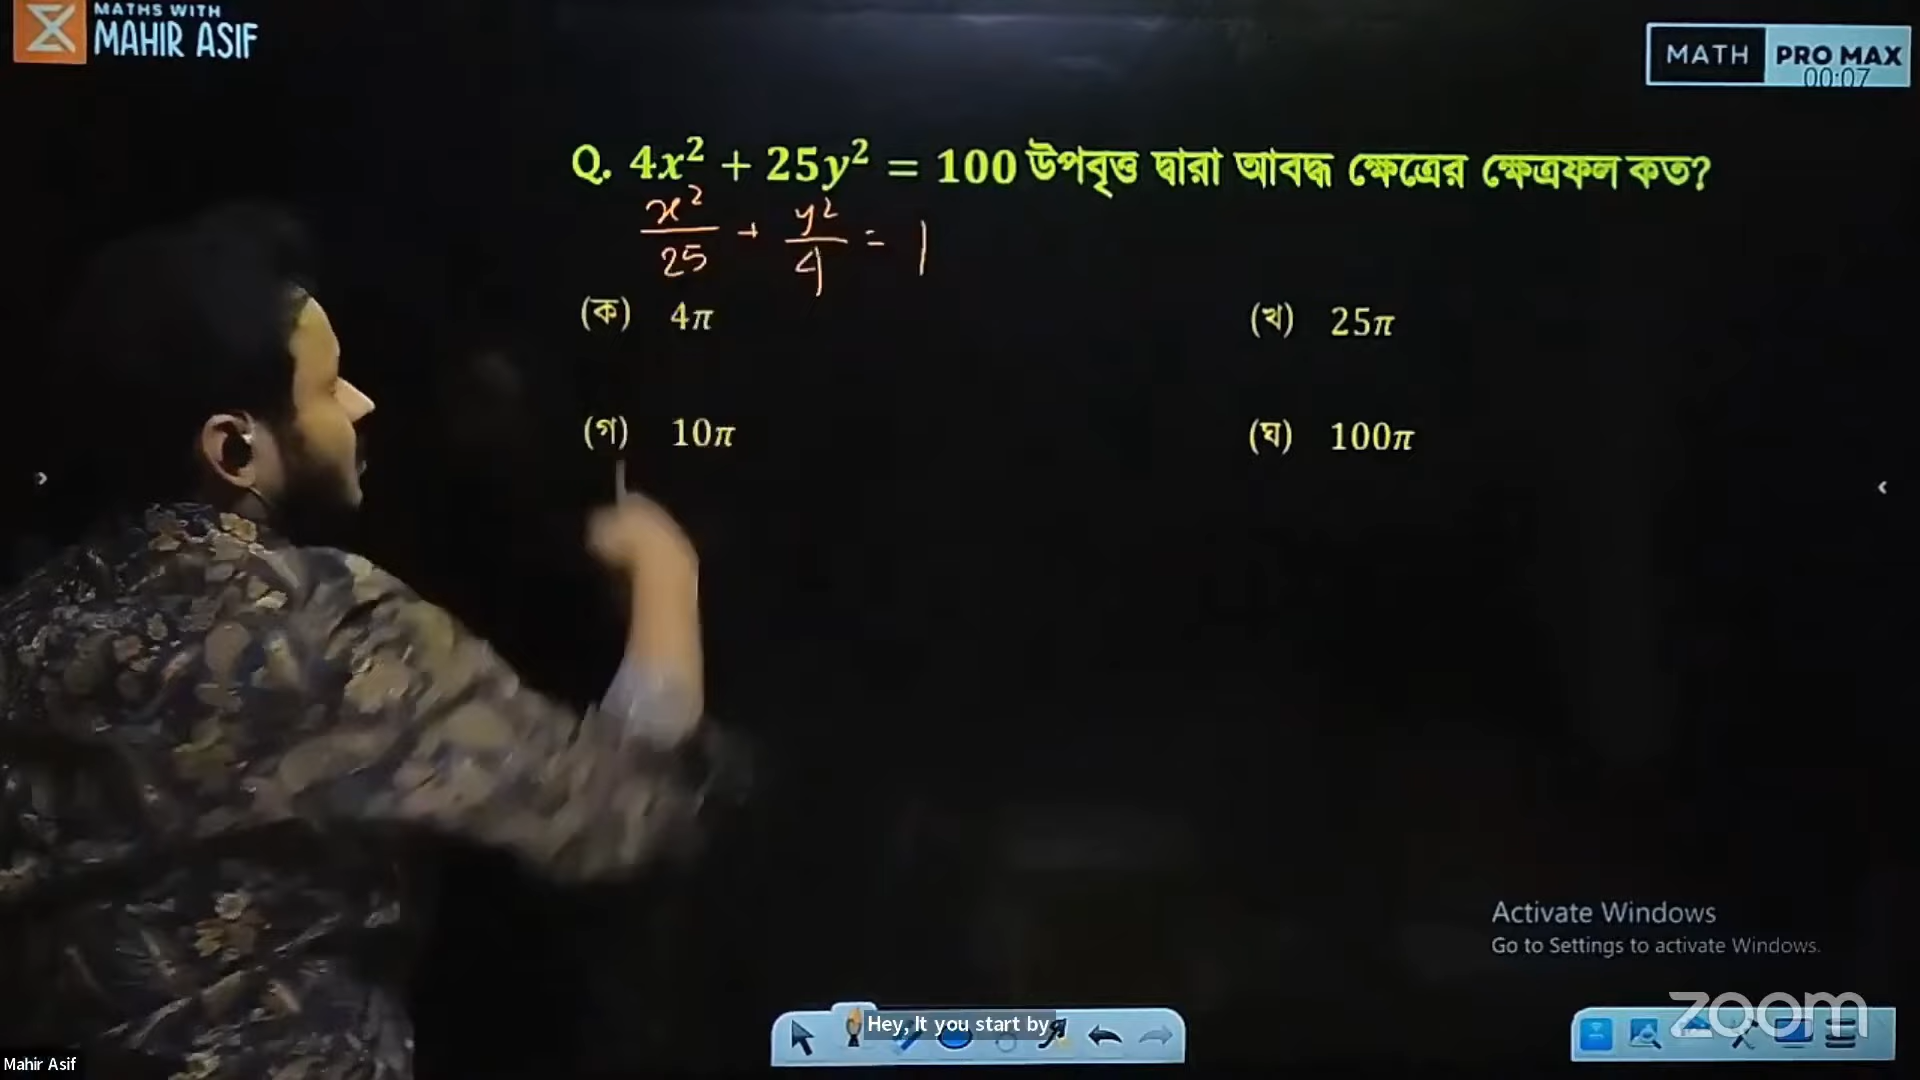 MATHS WITH
MAHIR ASIF
MATH PRO MAX
00:07
Q. 4x² + 25y² = 100 উপবৃত্ত দ্বারা আবদ্ধ ক্ষেত্রের ক্ষেত্রফল কত?
x²/25 + y²/4 = 1
(ক) 4π
(খ) 25π
(গ) 10π
(ঘ) 100π
Activate Windows
Go to Settings to activate Windows.
zoom
Hey, It you start by
Mahir Asif